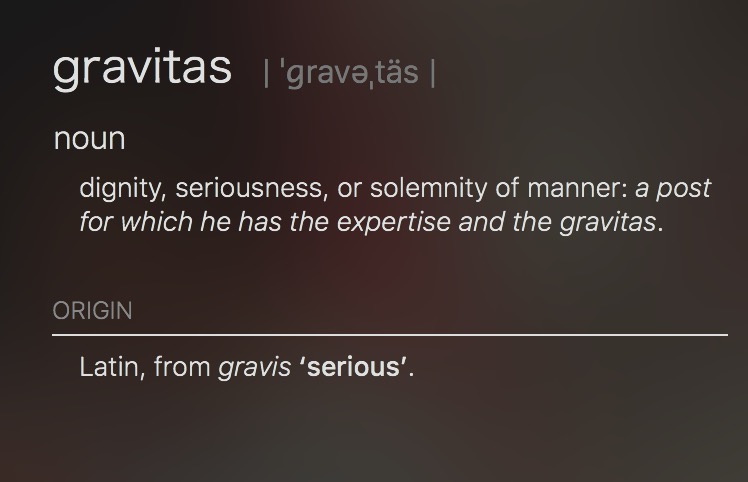 gravitas | ˈɡravəˌtäs |
noun
dignity, seriousness, or solemnity of manner: a post
for which he has the expertise and the gravitas.
ORIGIN
Latin, from gravis ‘serious’.